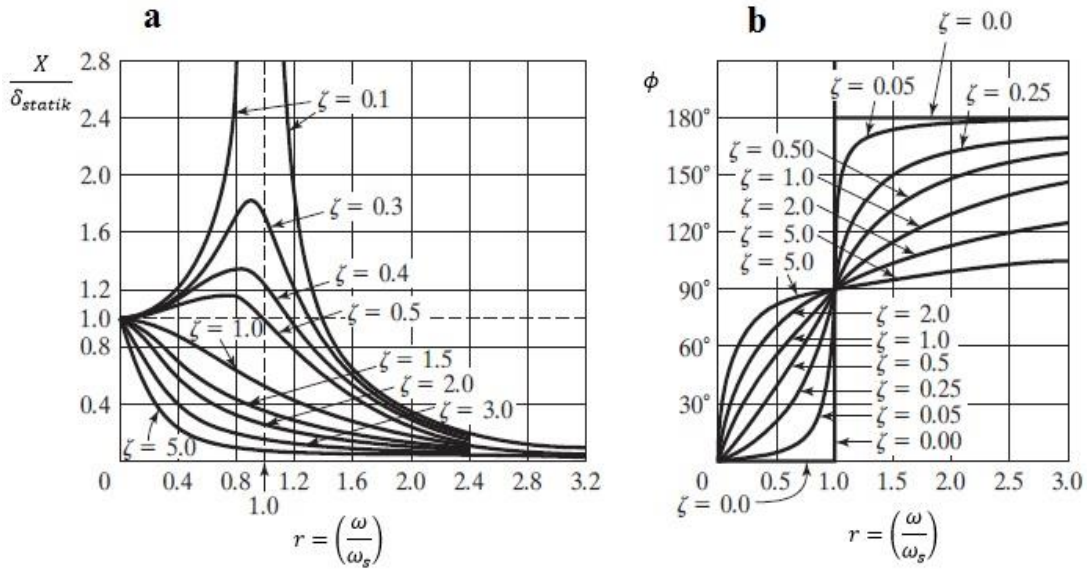 a
X
δ_statik
2.8
2.4
2.0
1.6
1.2
1.0
0.8
0.4
0
ζ = 0.1
ζ = 0.3
ζ = 0.4
ζ = 0.5
ζ = 1.0
ζ = 1.5
ζ = 2.0
ζ = 3.0
ζ = 5.0
0.4 0.8 1.2 1.6 2.0 2.4 2.8 3.2
1.0
r = (ω/ω_s)
b
ϕ
ζ = 0.0
ζ = 0.05
ζ = 0.25
180°
150°
120°
90°
60°
30°
0
ζ = 0.50
ζ = 1.0
ζ = 2.0
ζ = 5.0
ζ = 5.0
ζ = 2.0
ζ = 1.0
ζ = 0.5
ζ = 0.25
ζ = 0.05
ζ = 0.00
0.5 1.0 1.5 2.0 2.5 3.0
ζ = 0.0
r = (ω/ω_s)